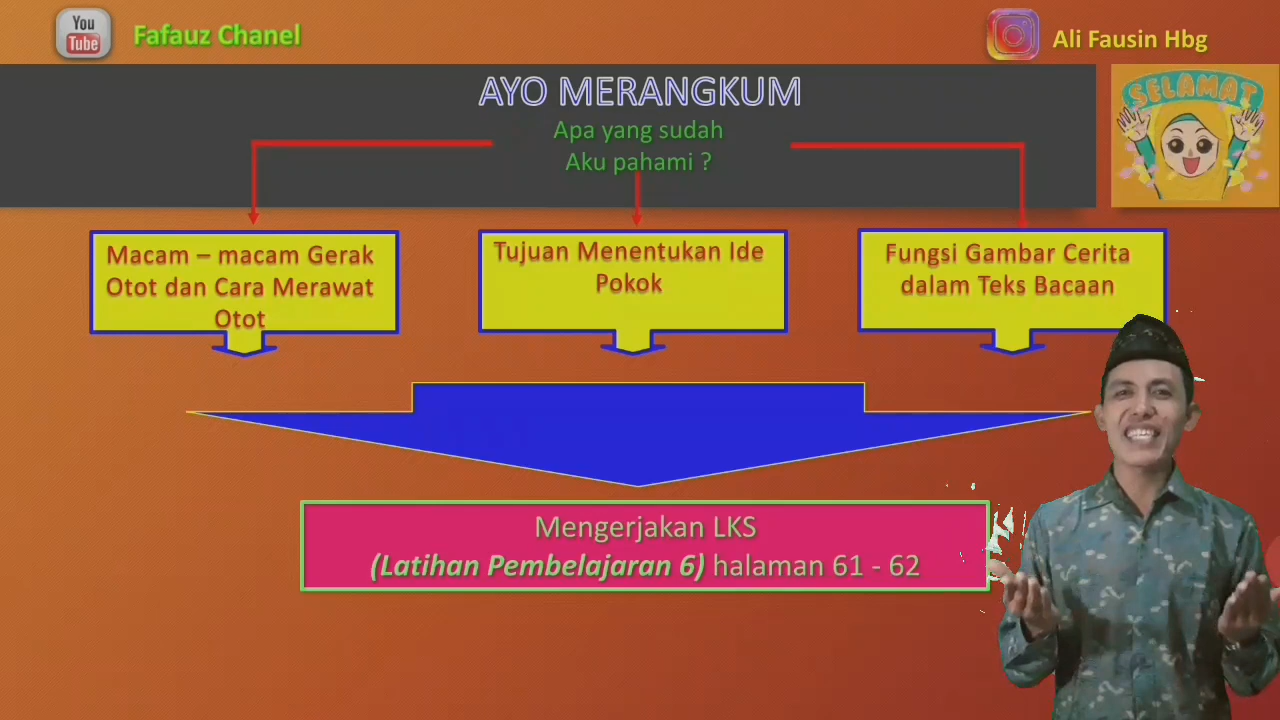 You
Tube
Fafauz Chanel
Ali Fausin Hbg
SELAMAT
AYO MERANGKUM
Apa yang sudah
Aku pahami ?
Macam – macam Gerak
Otot dan Cara Merawat
Otot
Tujuan Menentukan Ide
Pokok
Fungsi Gambar Cerita
dalam Teks Bacaan
Mengerjakan LKS
(Latihan Pembelajaran 6) halaman 61 - 62